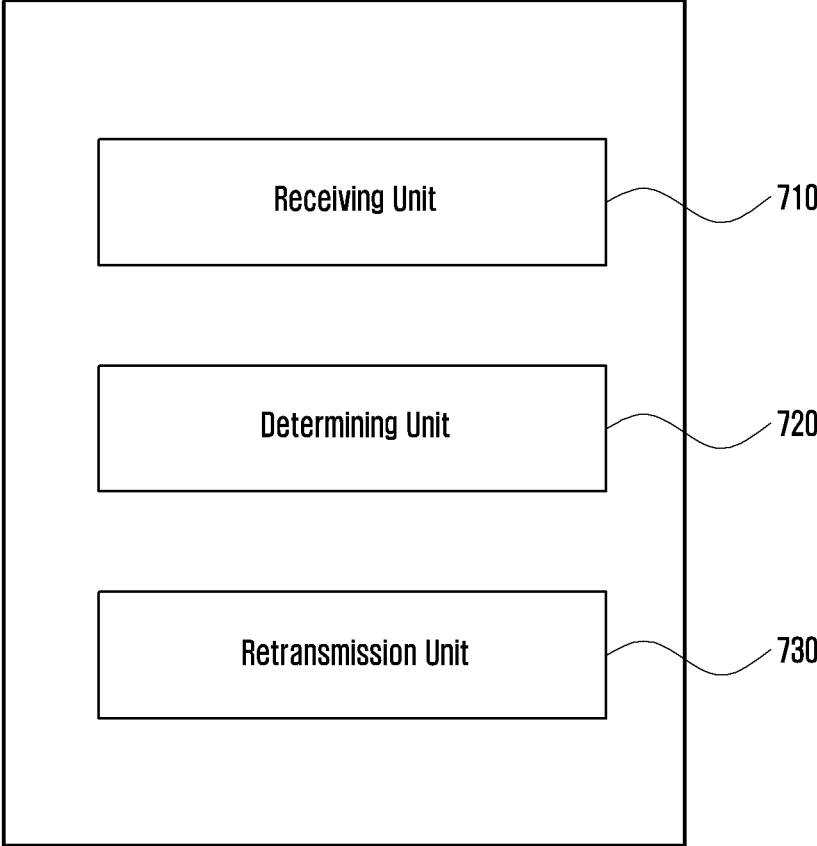 Receiving Unit
710
Determining Unit
720
Retransmission Unit
730